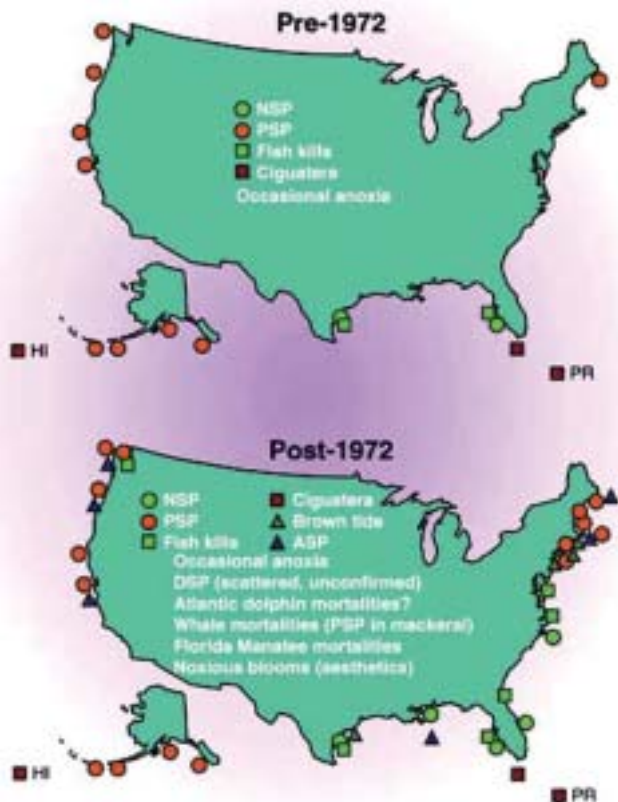 Pre-1972
NSP
PSP
Fish kills
Ciguatera
Occasional anoxia
HI
PR
Post-1972
NSP Ciguatera
PSP Brown tide
Fish kills ASP
Occasional anoxia
DSP (scattered, unconfirmed)
Atlantic dolphin mortalities?
Whale mortalities (PSP in mackeral)
Florida Manatee mortalities
Noxious blooms (aesthetics)
HI
PR